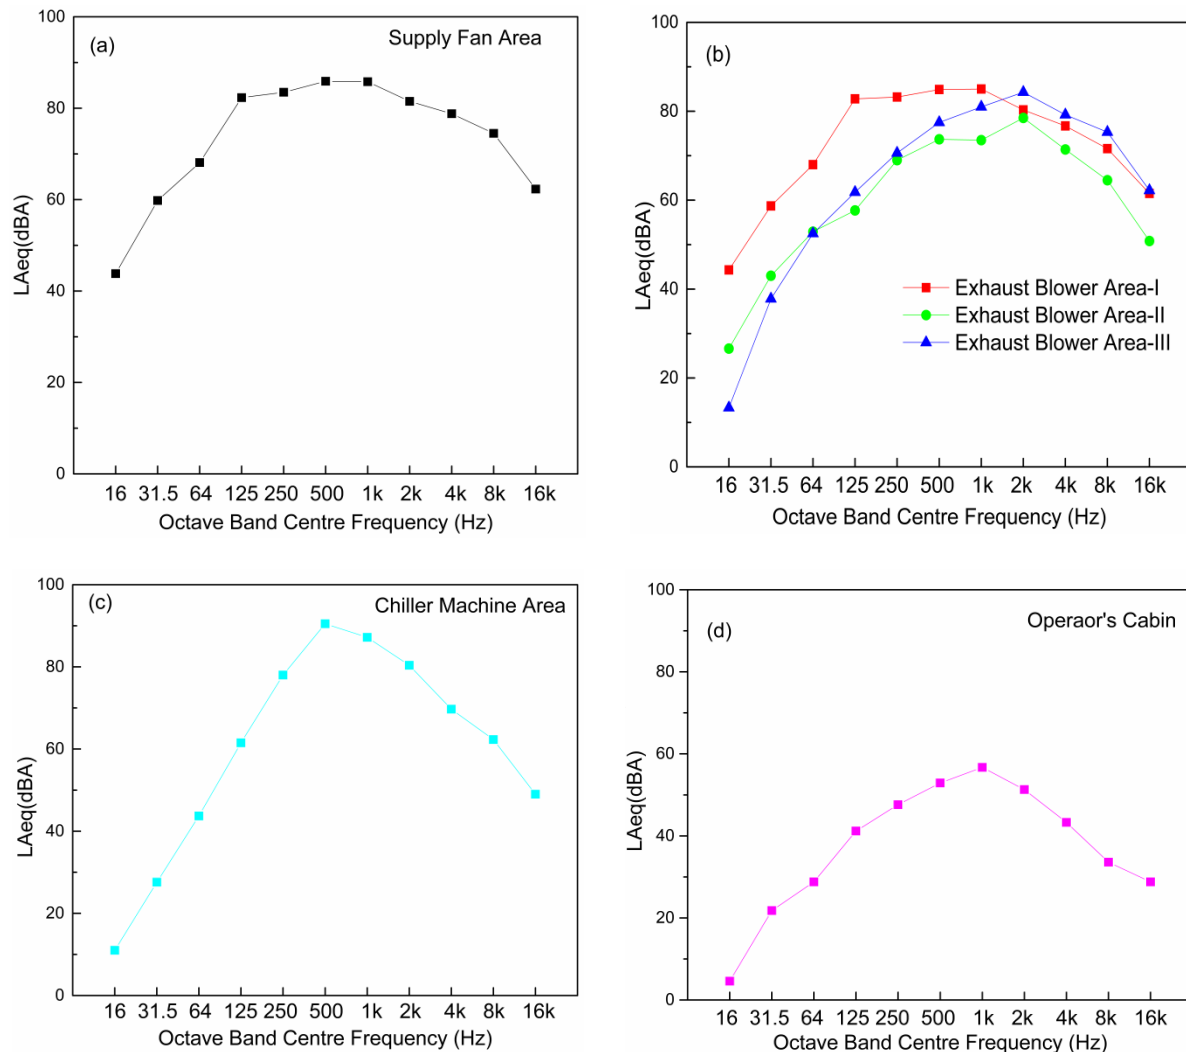 (a)
Supply Fan Area
100
80
60
40
20
0
LAeq(dBA)
16 31.5 64 125 250 500 1k 2k 4k 8k 16k
Octave Band Centre Frequency (Hz)
(b)
100
80
60
40
20
0
LAeq(dBA)
Exhaust Blower Area-I
Exhaust Blower Area-II
Exhaust Blower Area-III
16 31.5 64 125 250 500 1k 2k 4k 8k 16k
Octave Band Centre Frequency (Hz)
(c)
Chiller Machine Area
100
80
60
40
20
0
LAeq(dBA)
16 31.5 64 125 250 500 1k 2k 4k 8k 16k
Octave Band Centre Frequency (Hz)
(d)
Operaor's Cabin
100
80
60
40
20
0
LAeq(dBA)
16 31.5 64 125 250 500 1k 2k 4k 8k 16k
Octave Band Centre Frequency (Hz)